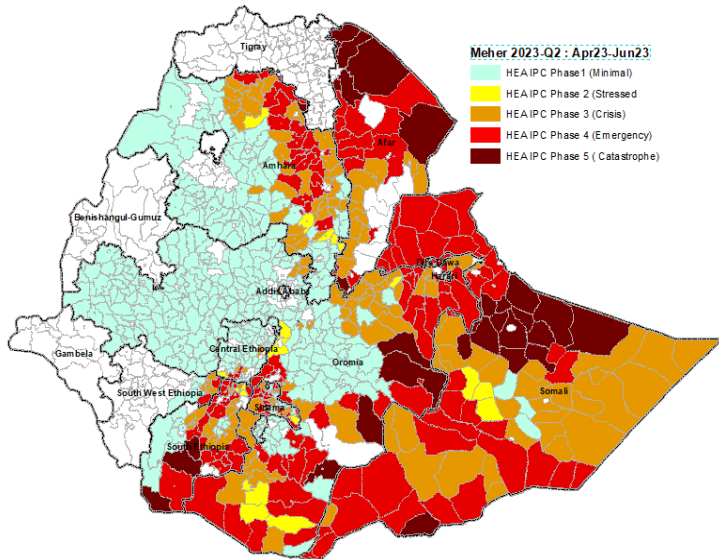 Meher 2023-Q2 : Apr23-Jun23
HEA IPC Phase1 (Minimal)
HEA IPC Phase 2 (Stressed
HEA IPC Phase 3 (Crisis)
HEA IPC Phase 4 (Emergency)
HEA IPC Phase 5 ( Catastrophe)
Tigray
Afar
Amhara
Benishangul-Gumuz
Dire Dawa
Harari
Addis Ababa
Central Ethiopia
Gambela
Oromia
South West Ethiopia
Somali
Sidama
South Ethiopia